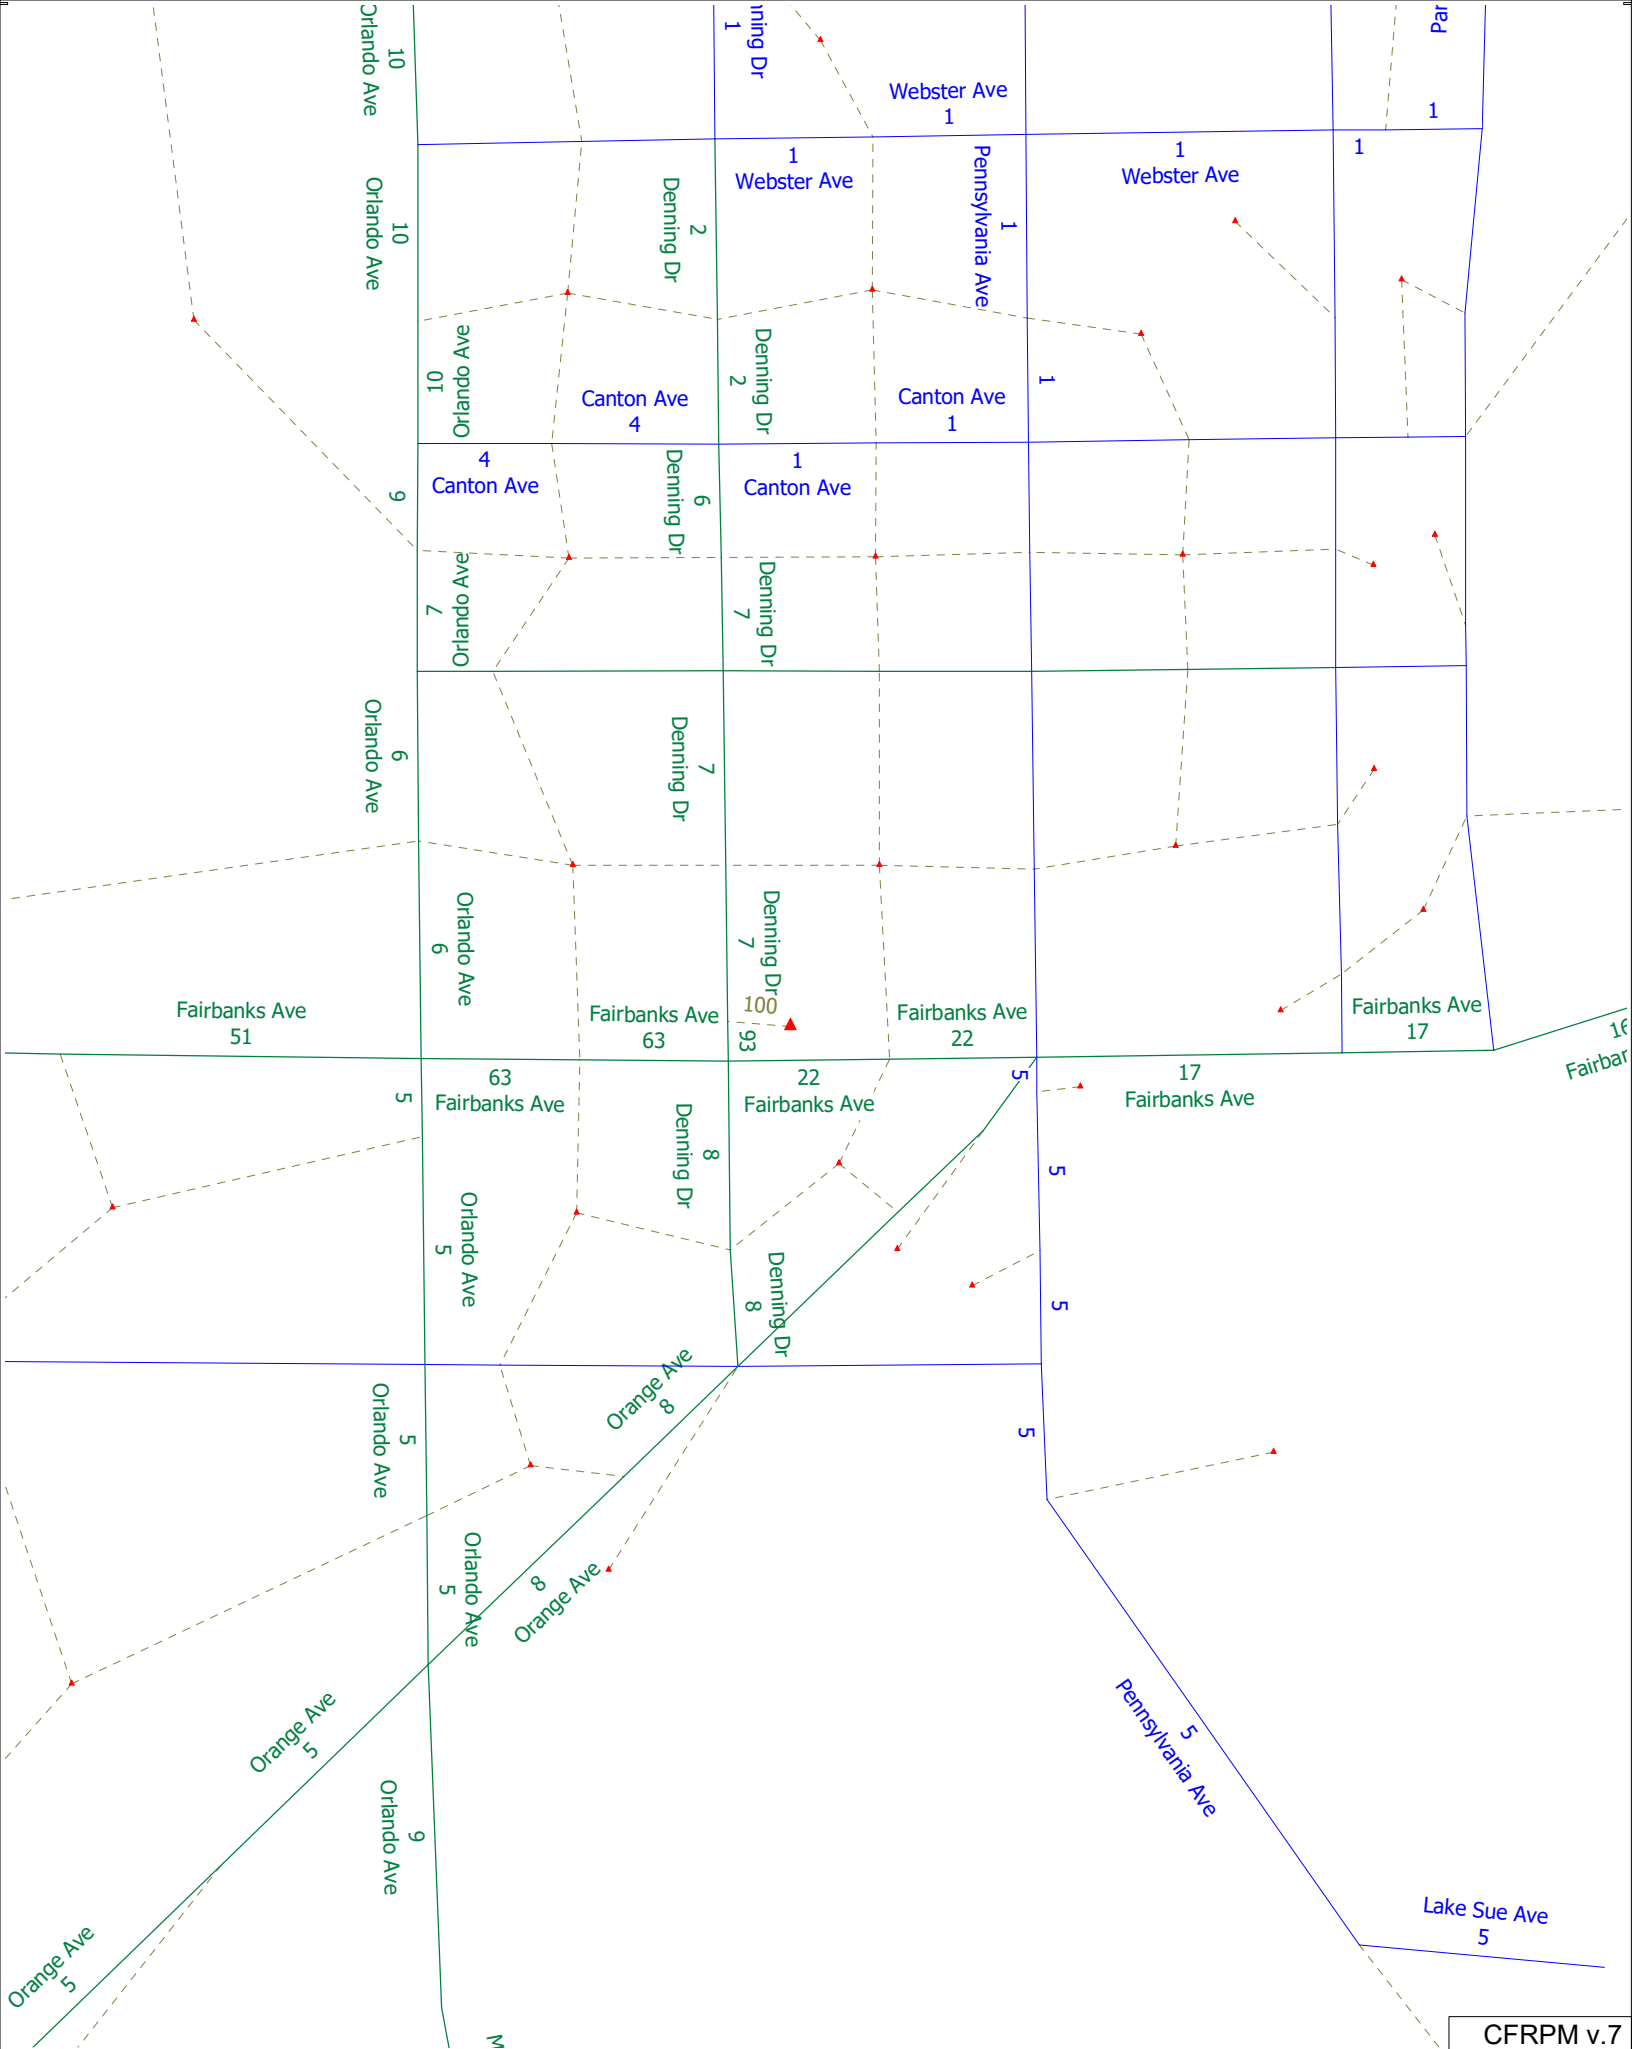 Orlando Ave
10
nning Dr
1
Par
1
Webster Ave
1
1
Webster Ave
1
Webster Ave
1
Orlando Ave
10
Denning Dr
2
Pennsylvania Ave
1
Orlando Ave
10
Denning Dr
2
1
Canton Ave
4
Canton Ave
1
4
Canton Ave
1
Canton Ave
9
Denning Dr
6
Orlando Ave
7
Denning Dr
7
Orlando Ave
6
Denning Dr
7
Orlando Ave
6
Denning Dr
7
100
93
Fairbanks Ave
51
Fairbanks Ave
63
Fairbanks Ave
22
Fairbanks Ave
17
16
Fairban
63
Fairbanks Ave
22
Fairbanks Ave
17
Fairbanks Ave
5
5
Denning Dr
8
5
Orlando Ave
5
Denning Dr
8
5
Orange Ave
8
Orlando Ave
5
5
Orlando Ave
5
8
Orange Ave
Orange Ave
5
5
Pennsylvania Ave
Orlando Ave
9
Lake Sue Ave
5
Orange Ave
5
M
CFRPM v.7